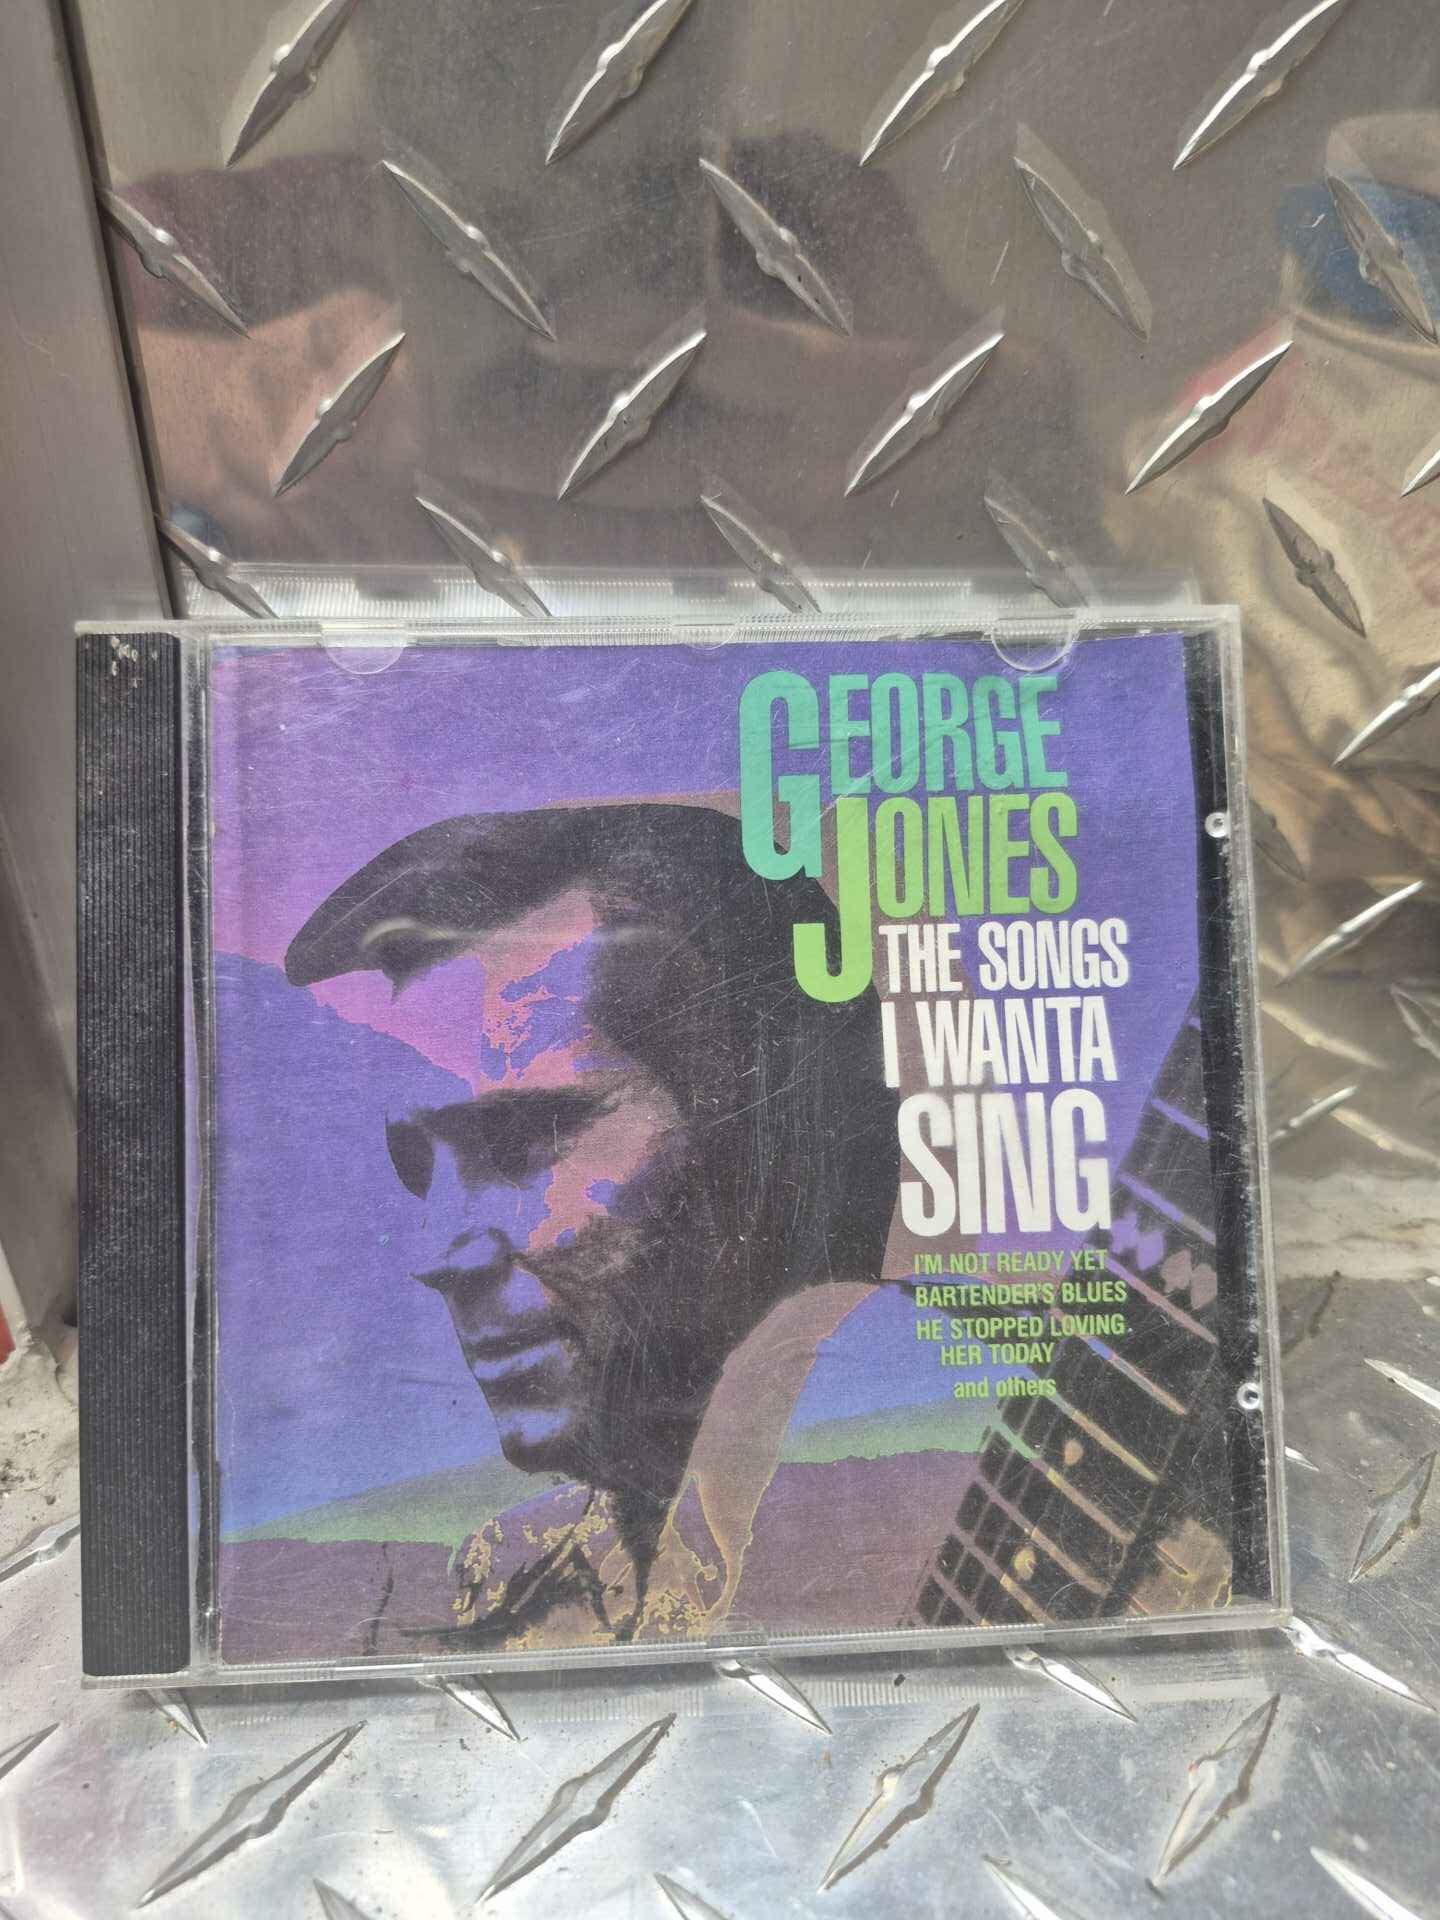 GEORGE
JONES
THE SONGS
I WANTA
SING
I'M NOT READY YET
BARTENDER'S BLUES
HE STOPPED LOVING
HER TODAY
and others